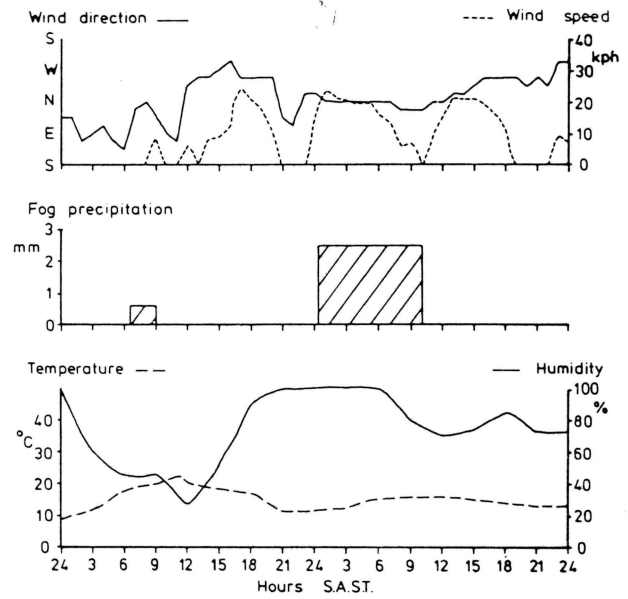 Wind direction —— ---- Wind speed
S 40
W 30 kph
N 20
E 10
S 0
Fog precipitation
3
mm
2
1
0
Temperature — — —— Humidity
100
40 80 %
°C
30 60
20 40
10 20
0 0
24 3 6 9 12 15 18 21 24 3 6 9 12 15 18 21 24
Hours S.A.S.T.